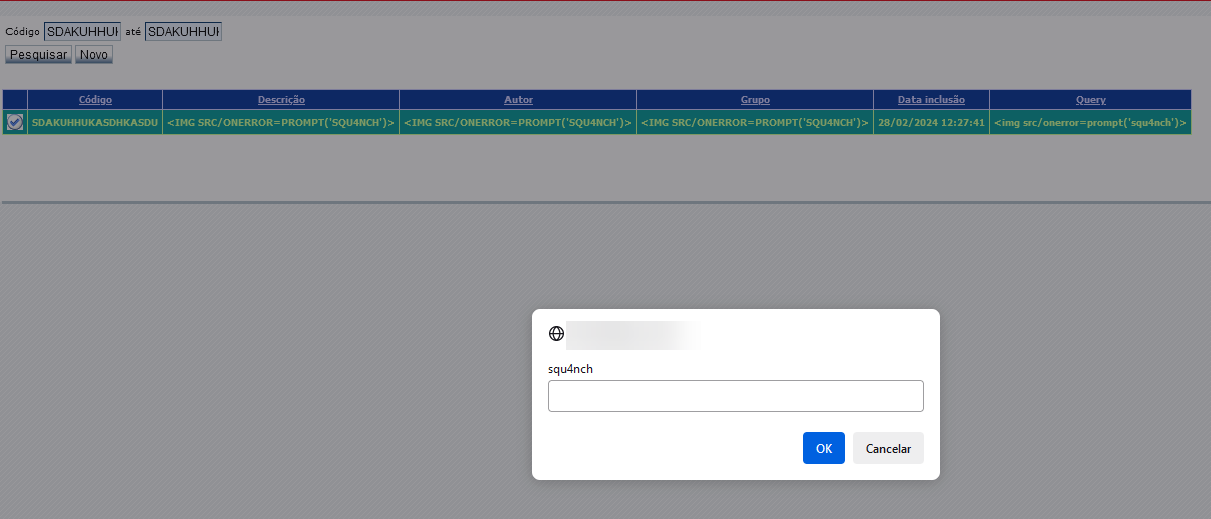 Código SDAKUHHUK até SDAKUHHUK
Pesquisar Novo
Código Descrição Autor Grupo Data inclusão Query
SDAKUHHUKASDHKASDU <IMG SRC/ONERROR=PROMPT('SQU4NCH')> <IMG SRC/ONERROR=PROMPT('SQU4NCH')> <IMG SRC/ONERROR=PROMPT('SQU4NCH')> 28/02/2024 12:27:41 <img src/onerror=prompt('squ4nch')>
squ4nch
OK Cancelar